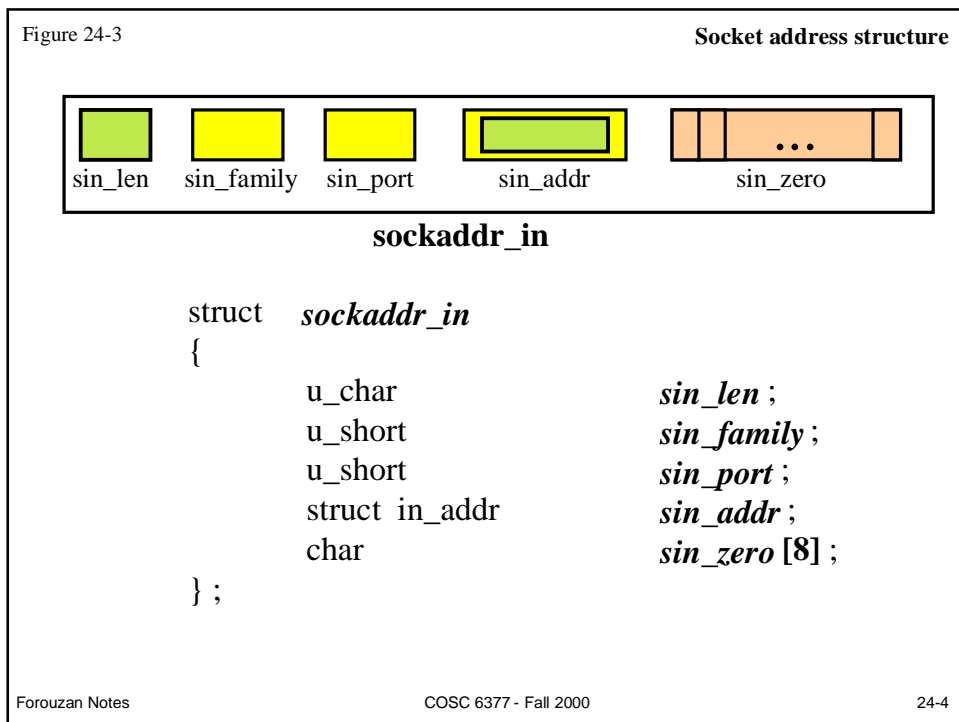 Figure 24-3 Socket address structure
...
sin_len sin_family sin_port sin_addr sin_zero
sockaddr_in
struct sockaddr_in
{
u_char sin_len ;
u_short sin_family ;
u_short sin_port ;
struct in_addr sin_addr ;
char sin_zero [8] ;
} ;
Forouzan Notes COSC 6377 - Fall 2000 24-4